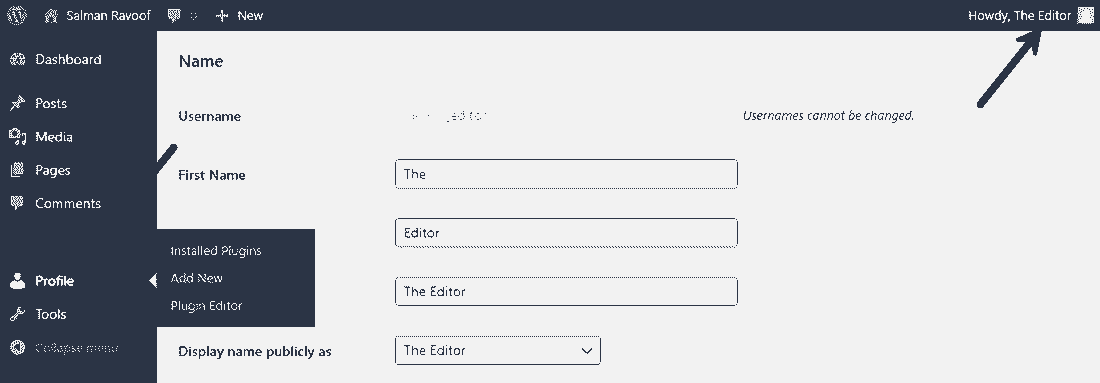 Salman Ravoof
New
Howdy, The Editor
Dashboard
Posts
Media
Pages
Comments
Profile
Tools
Collapse menu
Installed Plugins
Add New
Plugin Editor
Name
Username
Usernames cannot be changed.
First Name
The
Editor
The Editor
Display name publicly as
The Editor